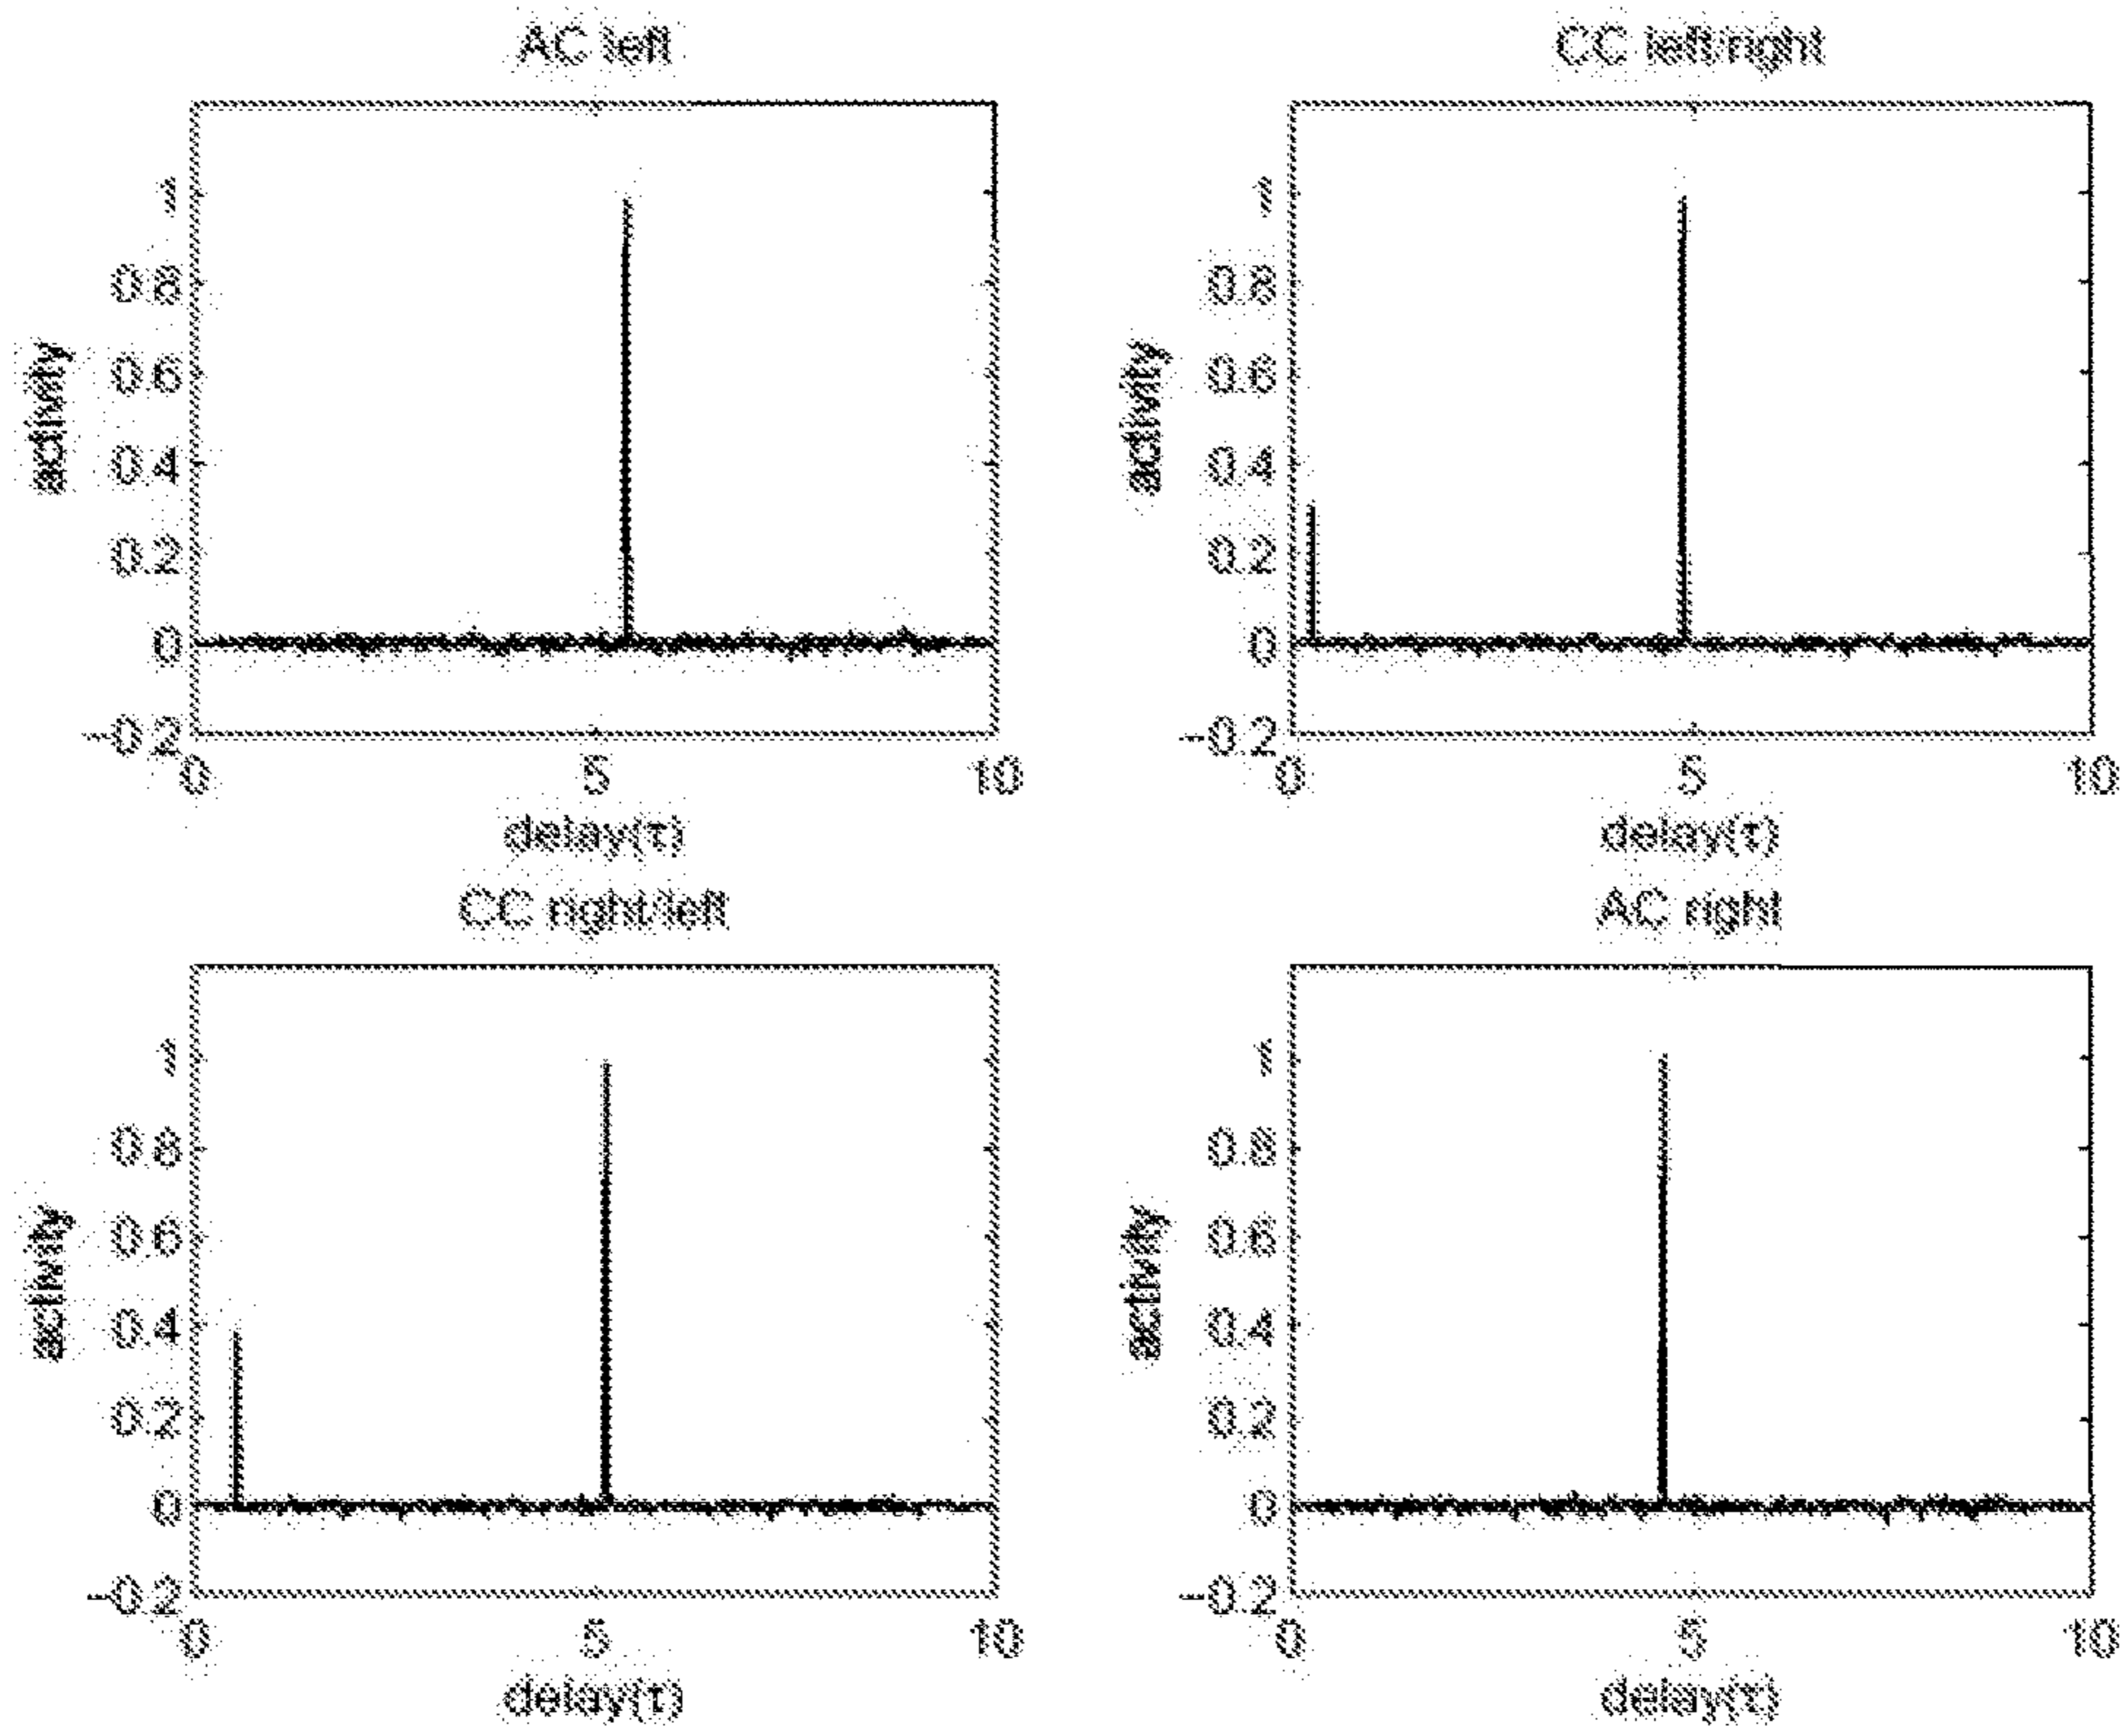 AC left
1
0.8
0.6
0.4
0.2
0
-0.2
activity
0 5 10
delay(τ)
CC left/right
1
0.8
0.6
0.4
0.2
0
-0.2
activity
0 5 10
delay(τ)
CC right/left
1
0.8
0.6
0.4
0.2
0
-0.2
activity
0 5 10
delay(τ)
AC right
1
0.8
0.6
0.4
0.2
0
-0.2
activity
0 5 10
delay(τ)